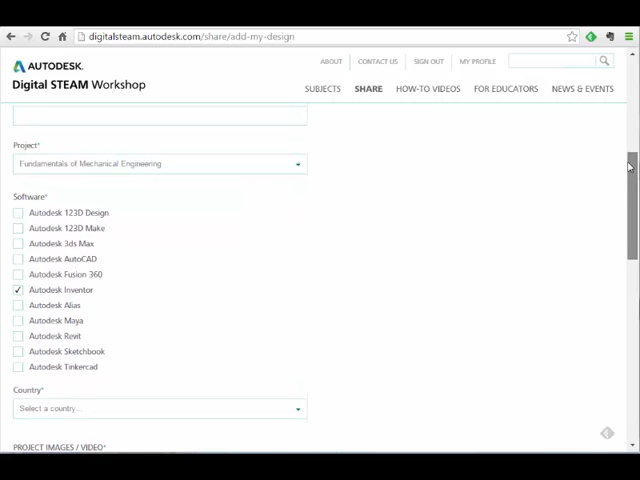 digitalsteam.autodesk.com/share/add-my-design
AUTODESK.
ABOUT CONTACT US SIGN OUT MY PROFILE
Digital STEAM Workshop
SUBJECTS SHARE HOW-TO VIDEOS FOR EDUCATORS NEWS & EVENTS
Project*
Fundamentals of Mechanical Engineering
Software*
Autodesk 123D Design
Autodesk 123D Make
Autodesk 3ds Max
Autodesk AutoCAD
Autodesk Fusion 360
Autodesk Inventor
Autodesk Alias
Autodesk Maya
Autodesk Revit
Autodesk Sketchbook
Autodesk Tinkercad
Country*
Select a country...
PROJECT IMAGES / VIDEO*